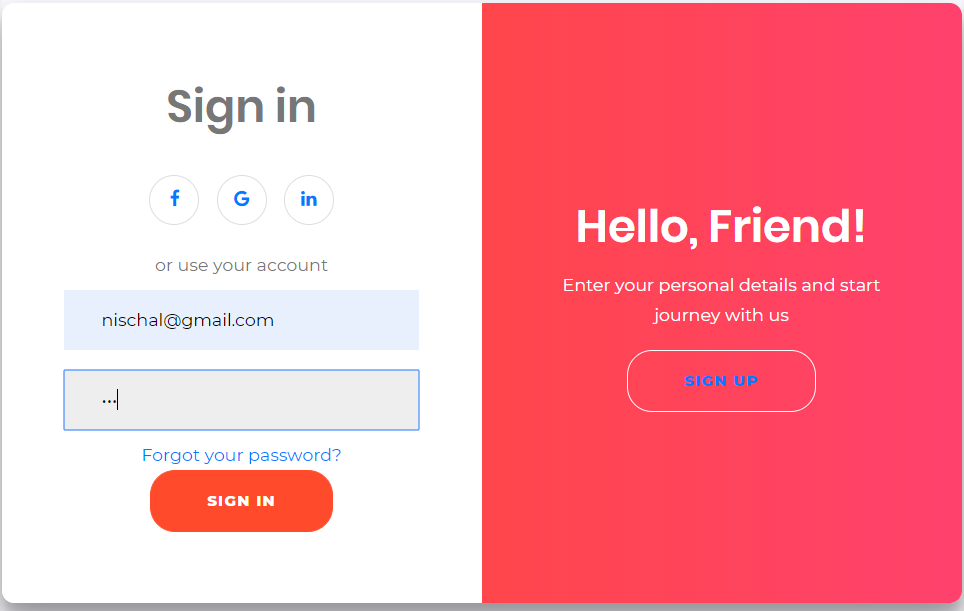 Sign in
f G in
or use your account
nischal@gmail.com
•••
Forgot your password?
SIGN IN
Hello, Friend!
Enter your personal details and start
journey with us
SIGN UP